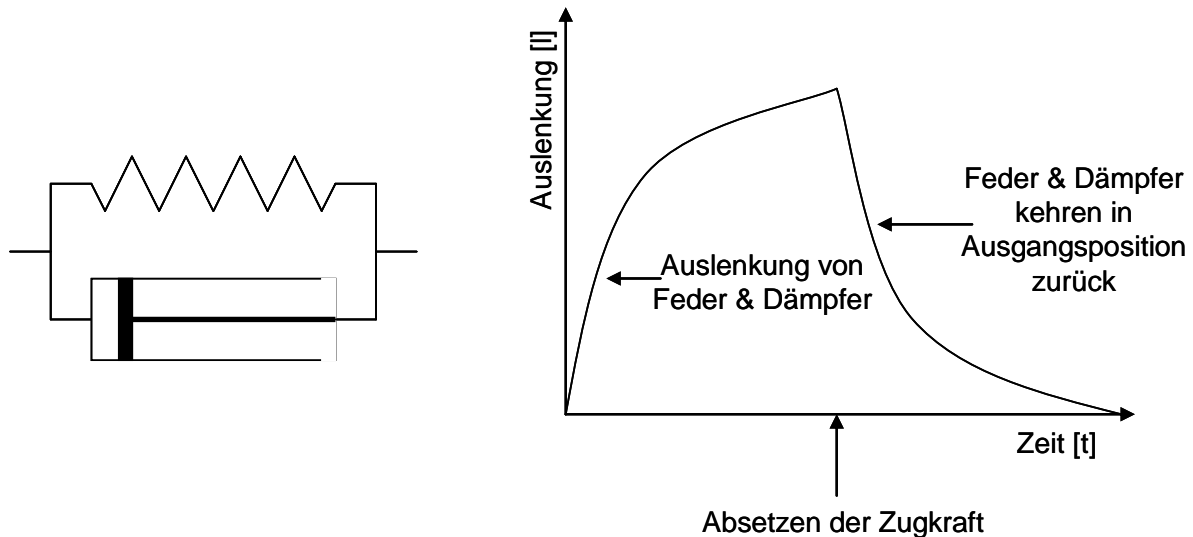 Auslenkung [l]
Auslenkung von
Feder & Dämpfer
Feder & Dämpfer
kehren in
Ausgangsposition
zurück
Zeit [t]
Absetzen der Zugkraft